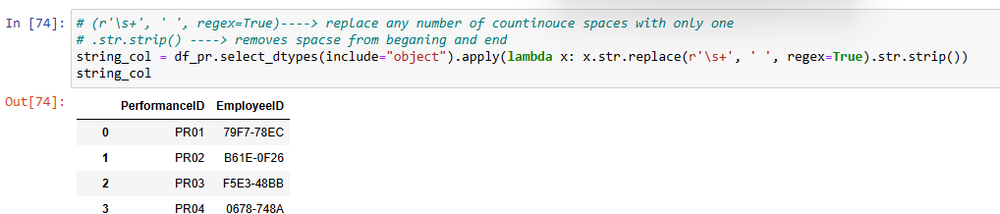 In [74]: # (r'\s+', ' ', regex=True)----> replace any number of countinouce spaces with only one
# .str.strip() ----> removes spacse from beganing and end
string_col = df_pr.select_dtypes(include="object").apply(lambda x: x.str.replace(r'\s+', ' ', regex=True).str.strip())
string_col
Out[74]:
PerformanceID EmployeeID
0 PR01 79F7-78EC
1 PR02 B61E-0F26
2 PR03 F5E3-48BB
3 PR04 0678-748A